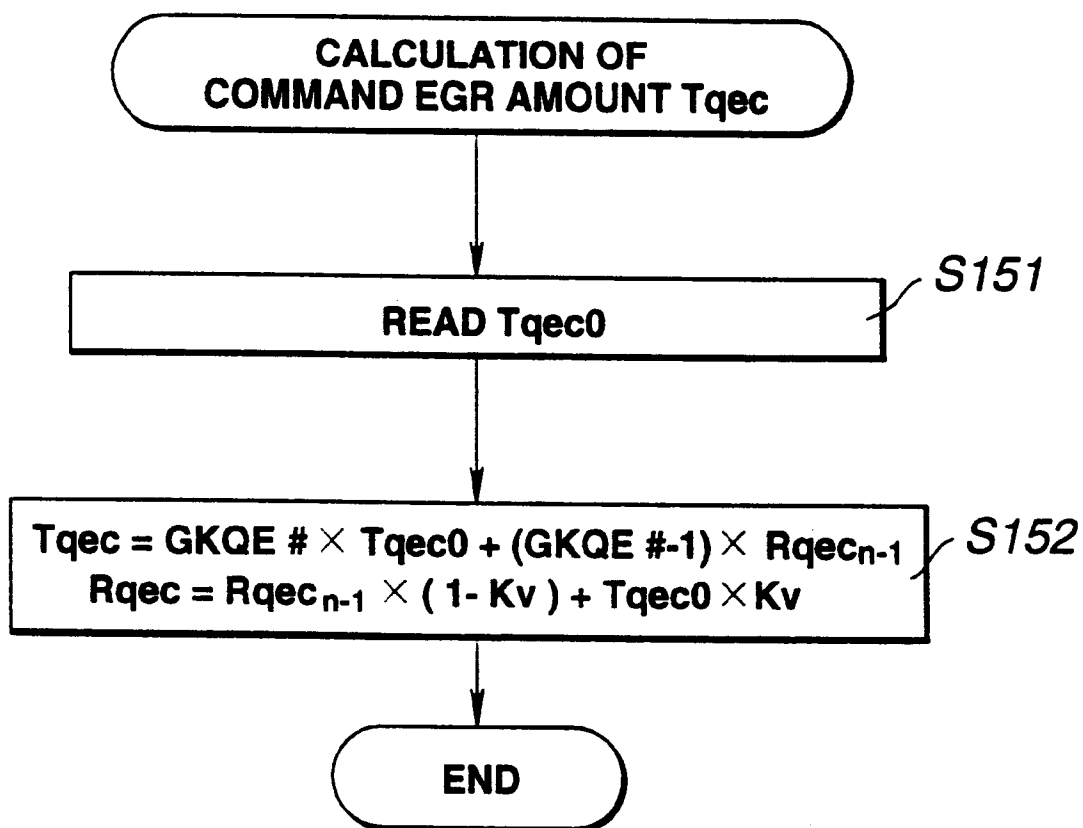 CALCULATION OF
COMMAND EGR AMOUNT Tqec
READ Tqec0
S151
Tqec = GKQE # × Tqec0 + (GKQE #-1) × Rqecn-1
Rqec = Rqecn-1 × ( 1- Kv ) + Tqec0 × Kv
S152
END